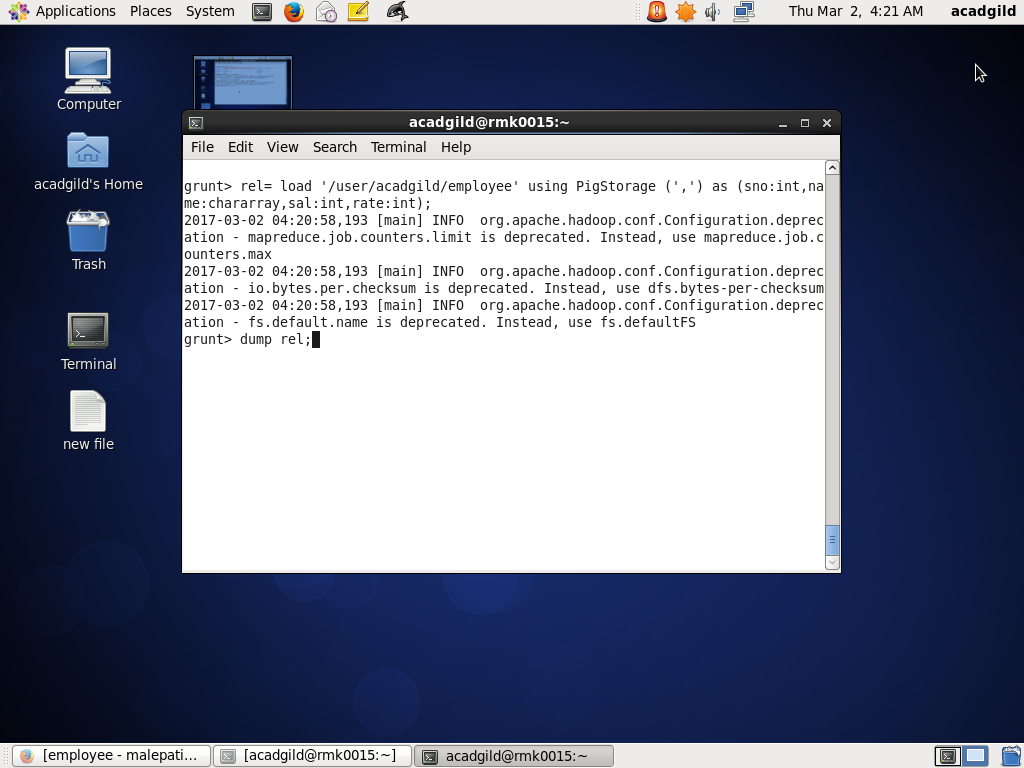 Applications Places System Thu Mar 2, 4:21 AM acadgild
Computer
acadgild's Home
Trash
Terminal
new file
acadgild@rmk0015:~
File Edit View Search Terminal Help
grunt> rel= load '/user/acadgild/employee' using PigStorage (',') as (sno:int,na
me:chararray,sal:int,rate:int);
2017-03-02 04:20:58,193 [main] INFO  org.apache.hadoop.conf.Configuration.deprec
ation - mapreduce.job.counters.limit is deprecated. Instead, use mapreduce.job.c
ounters.max
2017-03-02 04:20:58,193 [main] INFO  org.apache.hadoop.conf.Configuration.deprec
ation - io.bytes.per.checksum is deprecated. Instead, use dfs.bytes-per-checksum
2017-03-02 04:20:58,193 [main] INFO  org.apache.hadoop.conf.Configuration.deprec
ation - fs.default.name is deprecated. Instead, use fs.defaultFS
grunt> dump rel;
[employee - malepati... [acadgild@rmk0015:~] acadgild@rmk0015:~